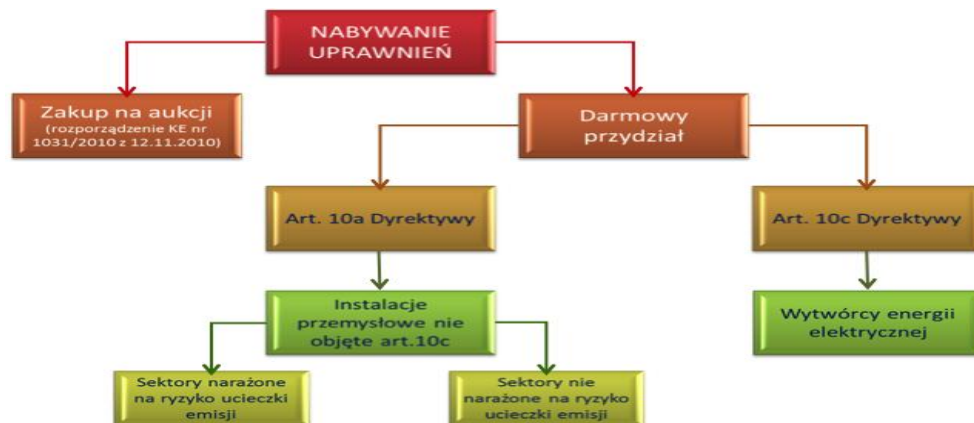 NABYWANIE
UPRAWNIEŃ
Zakup na aukcji
(rozporządzenie KE nr
1031/2010 z 12.11.2010)
Darmowy
przydział
Art. 10a Dyrektywy
Art. 10c Dyrektywy
Instalacje
przemysłowe nie
objęte art.10c
Wytwórcy energii
elektrycznej
Sektory narażone
na ryzyko ucieczki
emisji
Sektory nie
narażone na ryzyko
ucieczki emisji